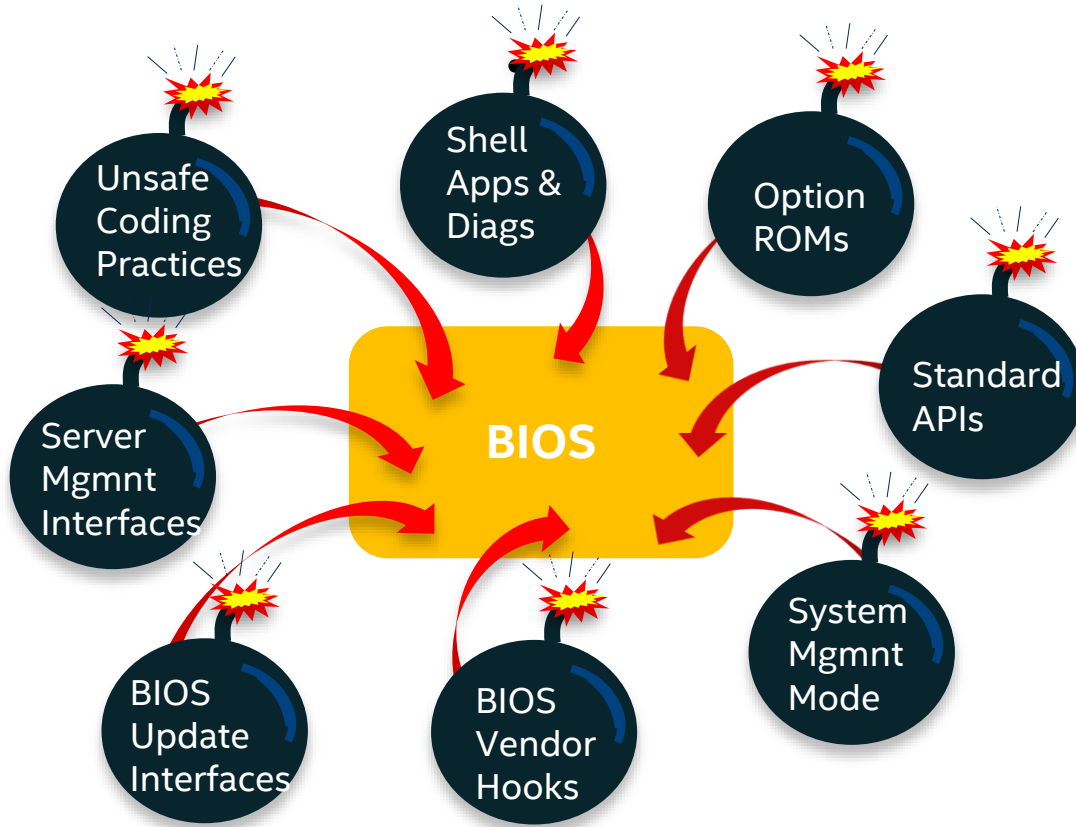 Shell
Apps &
Diags
Unsafe
Coding
Practices
Option
ROMs
Standard
APIs
Server
Mgmnt
Interfaces
BIOS
System
Mgmnt
Mode
BIOS
Update
Interfaces
BIOS
Vendor
Hooks